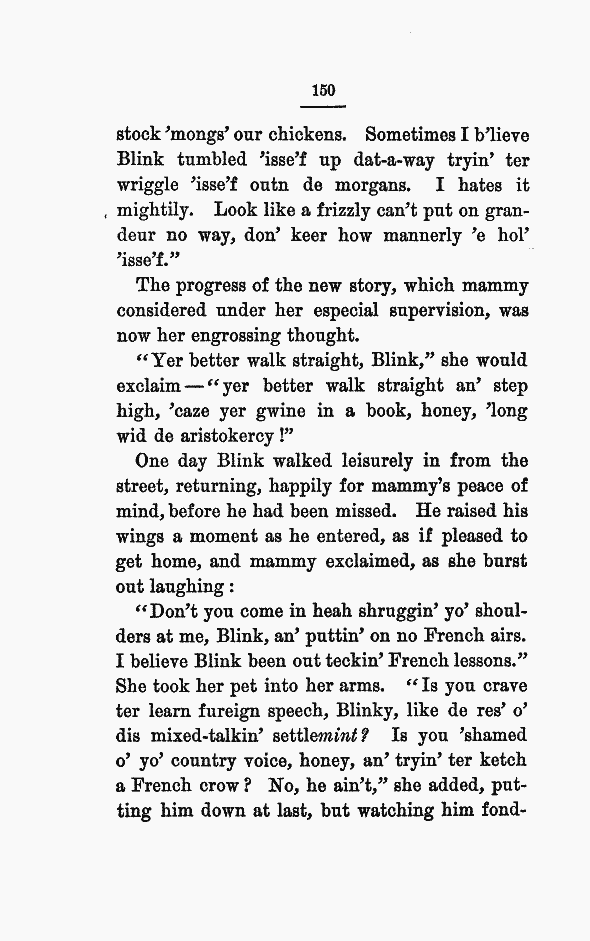 150
stock 'mongs' our chickens. Sometimes I b'lieve
Blink tumbled 'isse'f up dat-a-way tryin' ter
wriggle 'isse'f outn de morgans. I hates it
mightily. Look like a frizzly can't put on gran-
deur no way, don' keer how mannerly 'e hol'
'isse'f."
The progress of the new story, which mammy
considered under her especial supervision, was
now her engrossing thought.
"Yer better walk straight, Blink," she would
exclaim—"yer better walk straight an' step
high, 'caze yer gwine in a book, honey, 'long
wid de aristokercy!"
One day Blink walked leisurely in from the
street, returning, happily for mammy's peace of
mind, before he had been missed. He raised his
wings a moment as he entered, as if pleased to
get home, and mammy exclaimed, as she burst
out laughing:
"Don't you come in heah shruggin' yo' shoul-
ders at me, Blink, an' puttin' on no French airs.
I believe Blink been out teckin' French lessons."
She took her pet into her arms. "Is you crave
ter learn fureign speech, Blinky, like de res' o'
dis mixed-talkin' settlemint? Is you 'shamed
o' yo' country voice, honey, an' tryin' ter ketch
a French crow? No, he ain't," she added, put-
ting him down at last, but watching him fond-